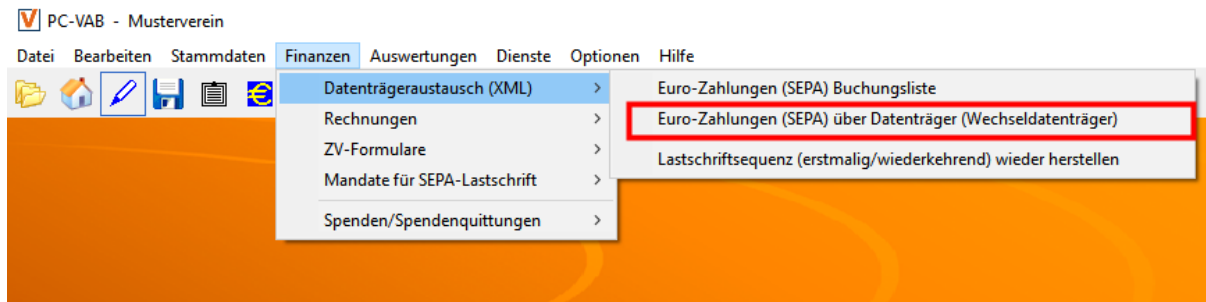 PC-VAB - Musterverein
Datei Bearbeiten Stammdaten Finanzen Auswertungen Dienste Optionen Hilfe
Datenträgeraustausch (XML)
Rechnungen
ZV-Formulare
Mandate für SEPA-Lastschrift
Spenden/Spendenquittungen
Euro-Zahlungen (SEPA) Buchungsliste
Euro-Zahlungen (SEPA) über Datenträger (Wechseldatenträger)
Lastschriftsequenz (erstmalig/wiederkehrend) wieder herstellen